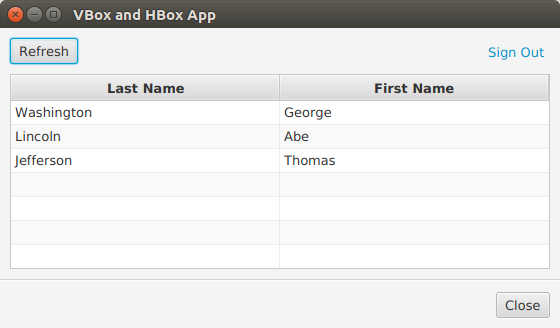 VBox and HBox App
Refresh
Sign Out
Last Name First Name
Washington George
Lincoln Abe
Jefferson Thomas
Close